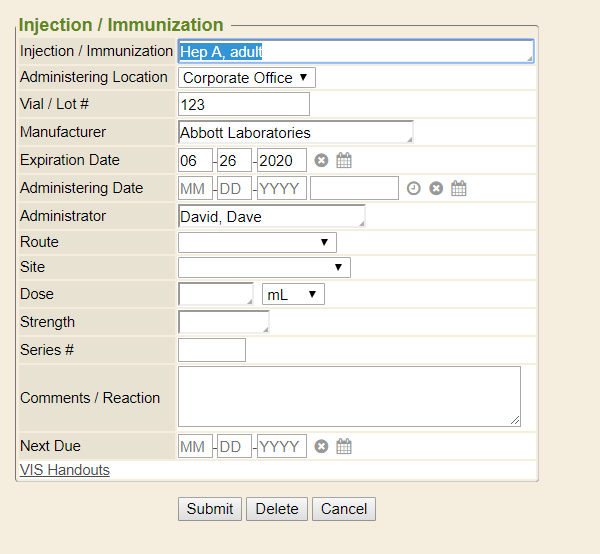 Injection / Immunization
Injection / Immunization Hep A, adult
Administering Location Corporate Office
Vial / Lot # 123
Manufacturer Abbott Laboratories
Expiration Date 06-26-2020
Administering Date MM-DD-YYYY
Administrator David, Dave
Route
Site
Dose mL
Strength
Series #
Comments / Reaction
Next Due MM-DD-YYYY
VIS Handouts
Submit Delete Cancel